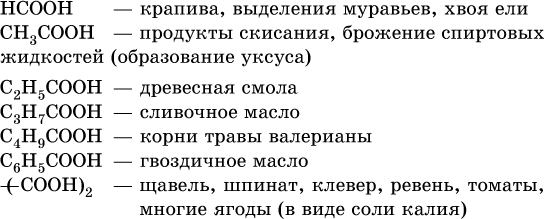 HCOOH — крапива, выделения муравьев, хвоя ели
CH₃COOH — продукты скисания, брожение спиртовых
жидкостей (образование уксуса)
C₂H₅COOH — древесная смола
C₃H₇COOH — сливочное масло
C₄H₉COOH — корни травы валерианы
C₆H₅COOH — гвоздичное масло
(–COOH)₂ — щавель, шпинат, клевер, ревень, томаты,
многие ягоды (в виде соли калия)